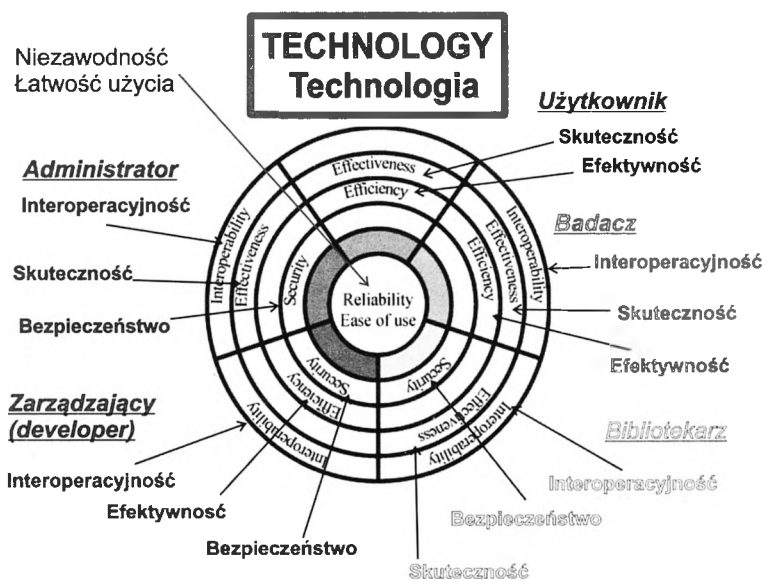 TECHNOLOGY
Technologia
Niezawodność
Łatwość użycia
Użytkownik
Skuteczność
Efektywność
Administrator
Interoperacyjność
Skuteczność
Bezpieczeństwo
Badacz
Interoperacyjność
Skuteczność
Efektywność
Zarządzający
(developer)
Interoperacyjność
Efektywnosć
Bezpieczeństwo
Bibliotekarz
Interoperacyjność
Bezpieczeństwo
Skuteczność
Effectiveness
Efficiency
Interoperability
Effectiveness
Security
Interoperability
Effectiveness
Efficiency
Reliability
Ease of use
Security
Efficiency
Interoperability
Security
Effectiveness
Interoperability